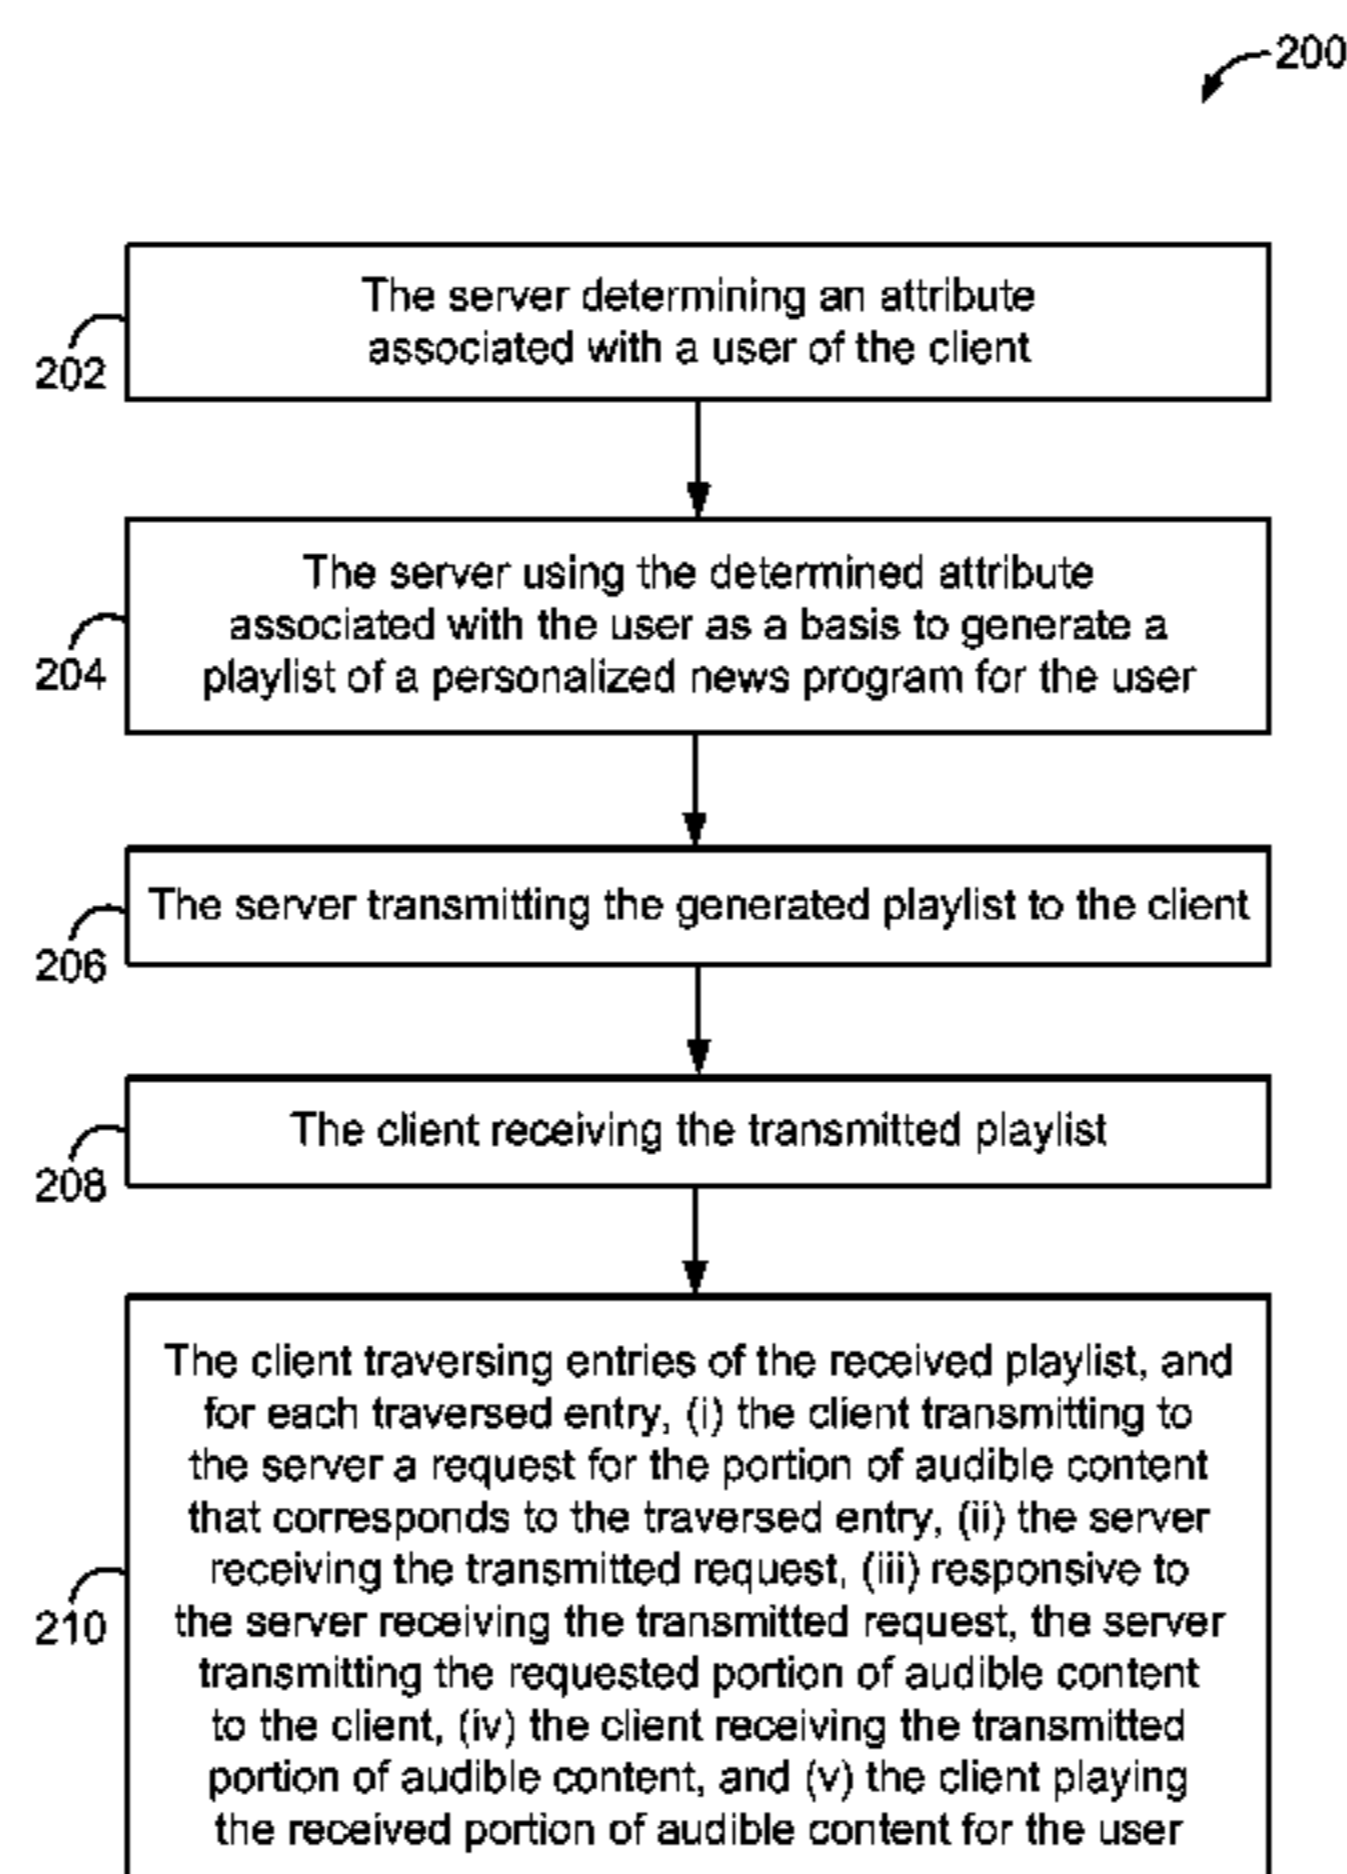 200
The server determining an attribute
associated with a user of the client
202
The server using the determined attribute
associated with the user as a basis to generate a
playlist of a personalized news program for the user
204
The server transmitting the generated playlist to the client
206
The client receiving the transmitted playlist
208
The client traversing entries of the received playlist, and
for each traversed entry, (i) the client transmitting to
the server a request for the portion of audible content
that corresponds to the traversed entry, (ii) the server
receiving the transmitted request, (iii) responsive to
the server receiving the transmitted request, the server
transmitting the requested portion of audible content
to the client, (iv) the client receiving the transmitted
portion of audible content, and (v) the client playing
the received portion of audible content for the user
210